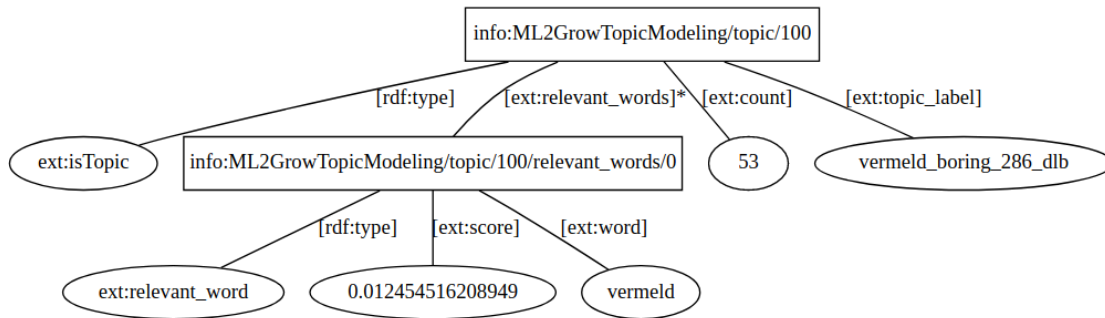 info:ML2GrowTopicModeling/topic/100
[rdf:type]
[ext:relevant_words]*
[ext:count]
[ext:topic_label]
ext:isTopic
info:ML2GrowTopicModeling/topic/100/relevant_words/0
53
vermeld_boring_286_dlb
[rdf:type]
[ext:score]
[ext:word]
ext:relevant_word
0.012454516208949
vermeld